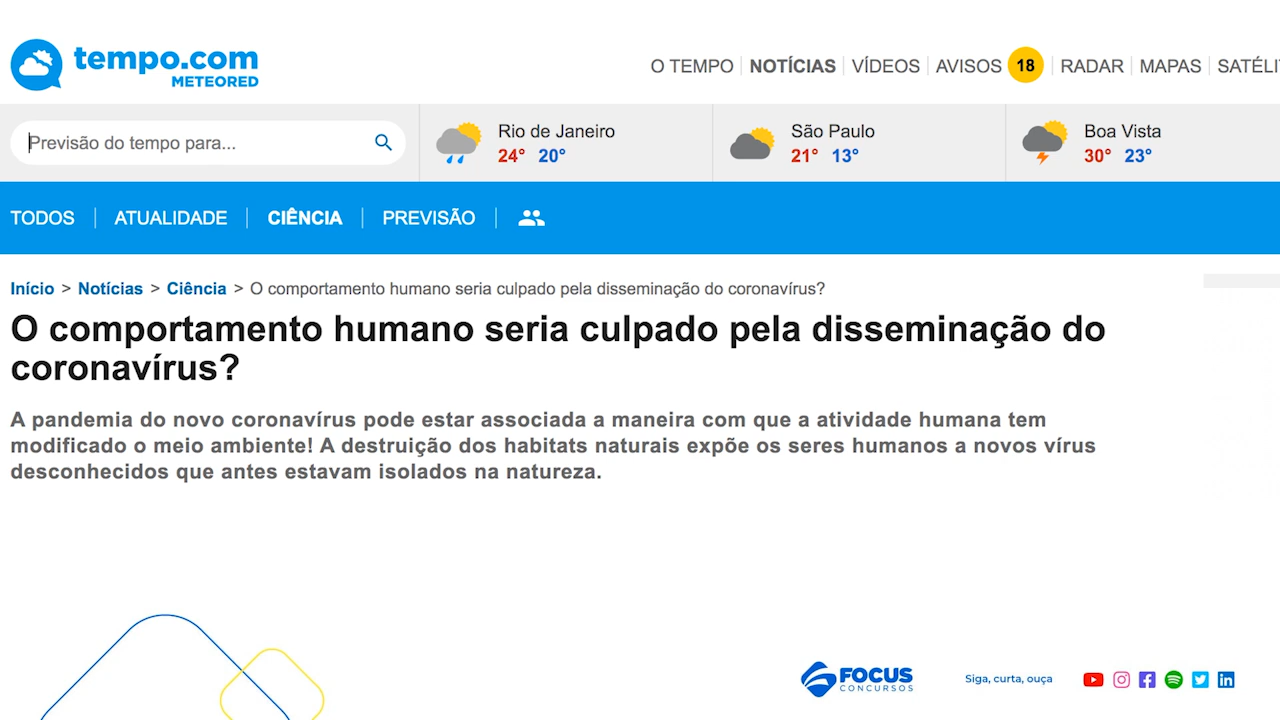 tempo.com
METEORED
O TEMPO NOTÍCIAS VÍDEOS AVISOS 18 RADAR MAPAS SATÉLI
Previsão do tempo para...
Rio de Janeiro
24° 20°
São Paulo
21° 13°
Boa Vista
30° 23°
TODOS ATUALIDADE CIÊNCIA PREVISÃO
Início > Notícias > Ciência > O comportamento humano seria culpado pela disseminação do coronavírus?
O comportamento humano seria culpado pela disseminação do
coronavírus?
A pandemia do novo coronavírus pode estar associada a maneira com que a atividade humana tem
modificado o meio ambiente! A destruição dos habitats naturais expõe os seres humanos a novos vírus
desconhecidos que antes estavam isolados na natureza.
FOCUS
CONCURSOS
Siga, curta, ouça